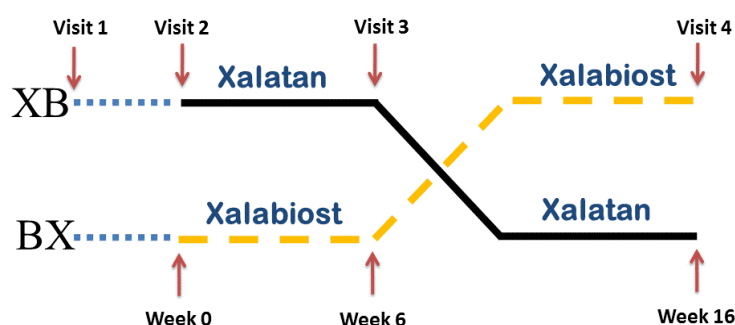 Visit 1 Visit 2 Visit 3 Visit 4
Xalatan Xalabiost
XB
Xalabiost Xalatan
BX
Week 0 Week 6 Week 16